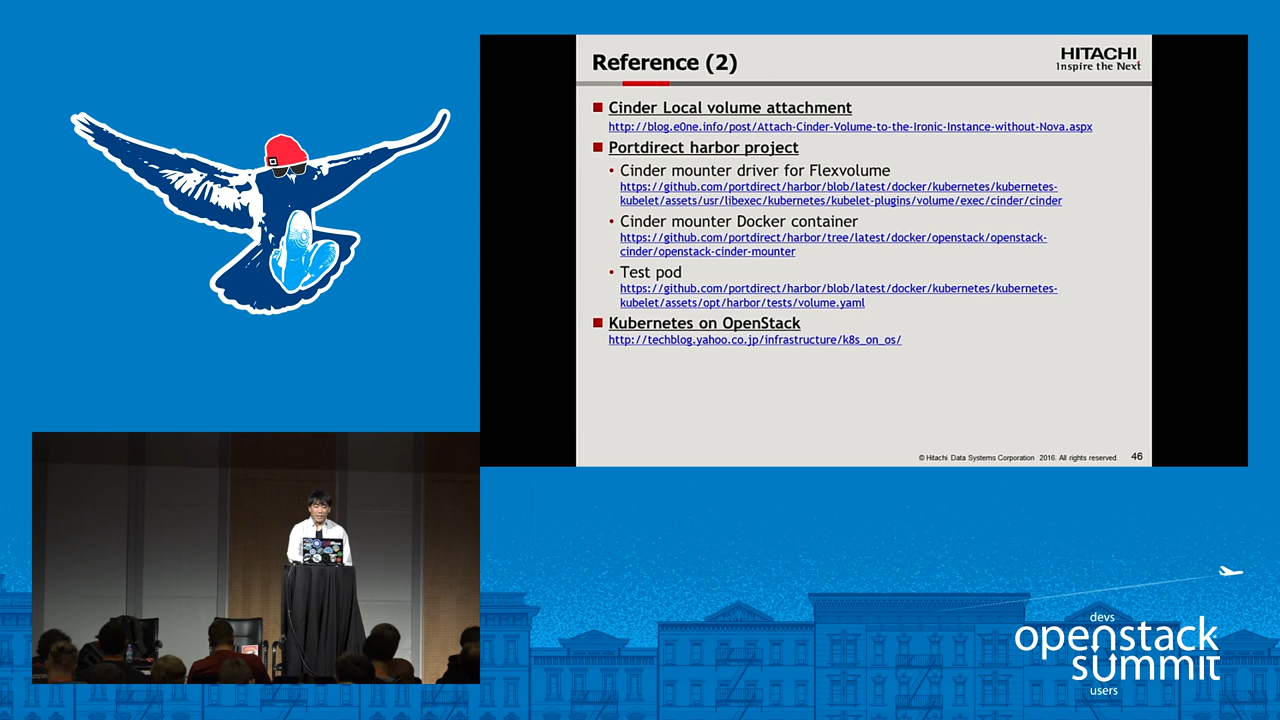 Reference (2)
HITACHI
Inspire the Next
Cinder Local volume attachment
http://blog.e0ne.info/post/Attach-Cinder-Volume-to-the-Ironic-Instance-without-Nova.aspx
Portdirect harbor project
• Cinder mounter driver for Flexvolume
https://github.com/portdirect/harbor/blob/latest/docker/kubernetes/kubernetes-
kubelet/assets/usr/libexec/kubernetes/kubelet-plugins/volume/exec/cinder/cinder
• Cinder mounter Docker container
https://github.com/portdirect/harbor/tree/latest/docker/openstack/openstack-
cinder/openstack-cinder-mounter
• Test pod
https://github.com/portdirect/harbor/blob/latest/docker/kubernetes/kubernetes-
kubelet/assets/opt/harbor/tests/volume.yaml
Kubernetes on OpenStack
http://techblog.yahoo.co.jp/infrastructure/k8s_on_os/
© Hitachi Data Systems Corporation 2016. All rights reserved.
46
devs
openstack
summit
users